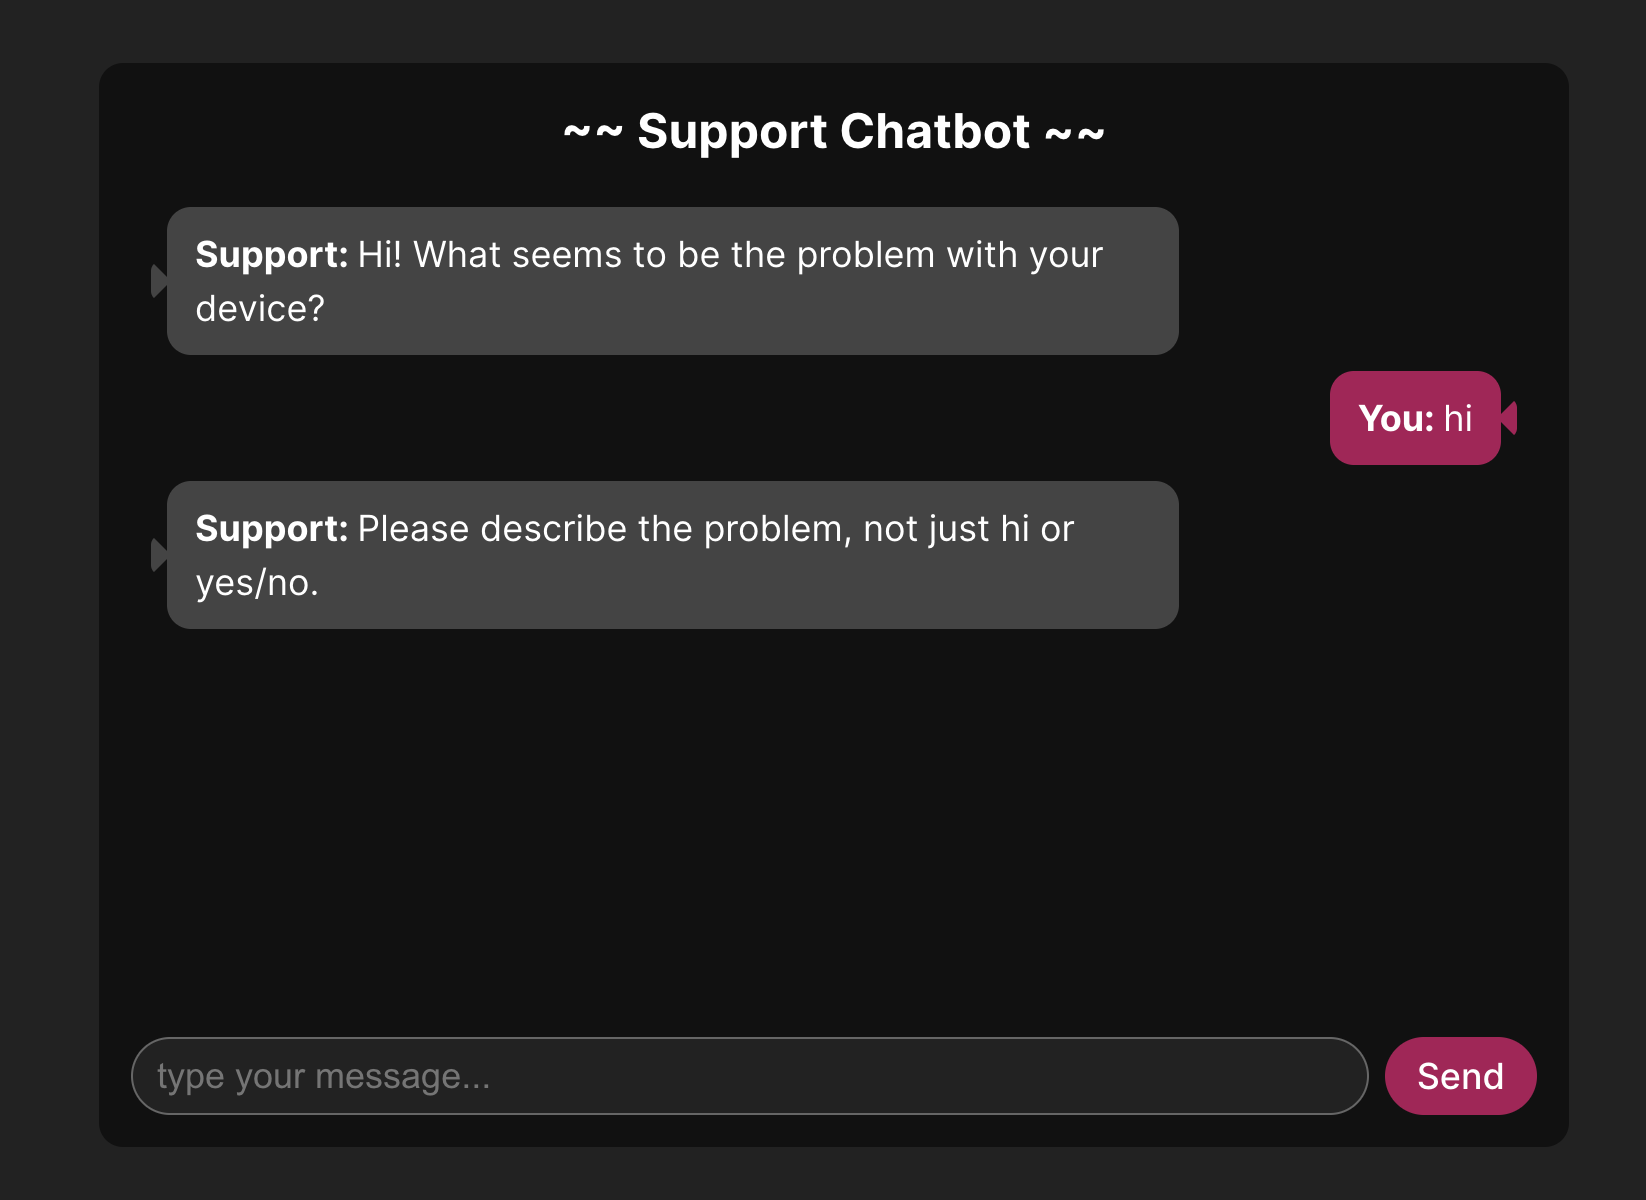 ~~ Support Chatbot ~~
Support: Hi! What seems to be the problem with your
device?
You: hi
Support: Please describe the problem, not just hi or
yes/no.
type your message...
Send